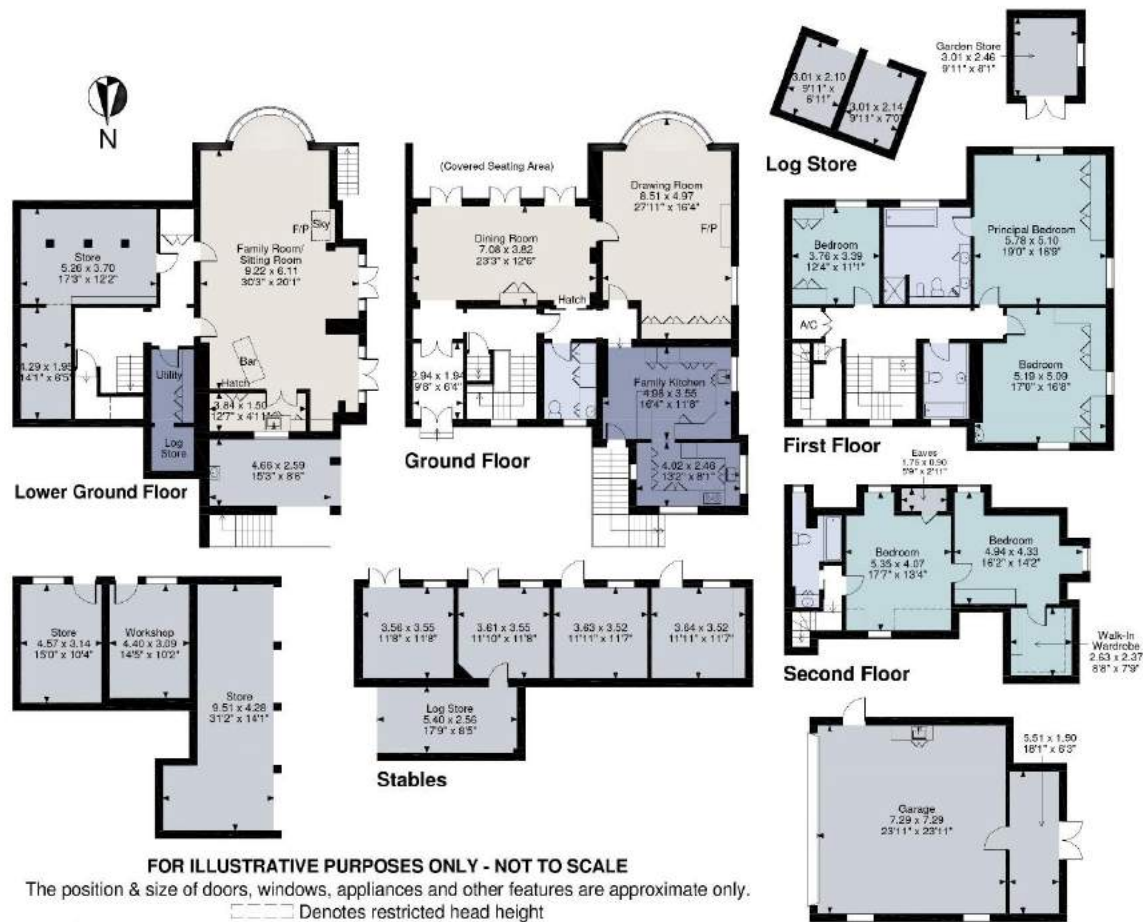 N
Store
5.26 x 3.70
17'3" x 12'2"
4.29 x 1.95
14'1" x 6'5"
Utility
Log
Store
Family Room/
Sitting Room
9.22 x 6.11
30'3" x 20'1"
F/P
Sky
Bar
Hatch
3.84 x 1.50
12'7" x 4'11"
4.66 x 2.59
15'3" x 8'6"
Lower Ground Floor
(Covered Seating Area)
Dining Room
7.08 x 3.82
23'3" x 12'6"
Hatch
Drawing Room
8.51 x 4.97
27'11" x 16'4"
F/P
2.94 x 1.94
9'8" x 6'4"
Family Kitchen
4.98 x 3.55
16'4" x 11'8"
4.02 x 2.46
13'2" x 8'1"
Ground Floor
3.01 x 2.10
9'11" x
6'11"
3.01 x 2.14
9'11" x 7'0"
Log Store
Garden Store
3.01 x 2.46
9'11" x 8'1"
Bedroom
3.76 x 3.39
12'4" x 11'1"
Principal Bedroom
5.78 x 5.10
19'0" x 16'9"
A/C
Bedroom
5.19 x 5.09
17'0" x 16'8"
First Floor
Eaves
1.76 x 0.90
5'9" x 2'11"
Bedroom
5.35 x 4.07
17'7" x 13'4"
Bedroom
4.94 x 4.33
16'2" x 14'2"
Walk-In
Wardrobe
2.63 x 2.37
8'8" x 7'9"
Second Floor
Store
4.57 x 3.14
15'0" x 10'4"
Workshop
4.40 x 3.09
14'5" x 10'2"
Store
9.51 x 4.28
31'2" x 14'1"
3.56 x 3.55
11'8" x 11'8"
3.61 x 3.55
11'10" x 11'8"
3.63 x 3.52
11'11" x 11'7"
3.64 x 3.52
11'11" x 11'7"
Log Store
5.40 x 2.56
17'9" x 8'5"
Stables
5.51 x 1.90
18'1" x 6'3"
Garage
7.29 x 7.29
23'11" x 23'11"
FOR ILLUSTRATIVE PURPOSES ONLY - NOT TO SCALE
The position & size of doors, windows, appliances and other features are approximate only.
Denotes restricted head height